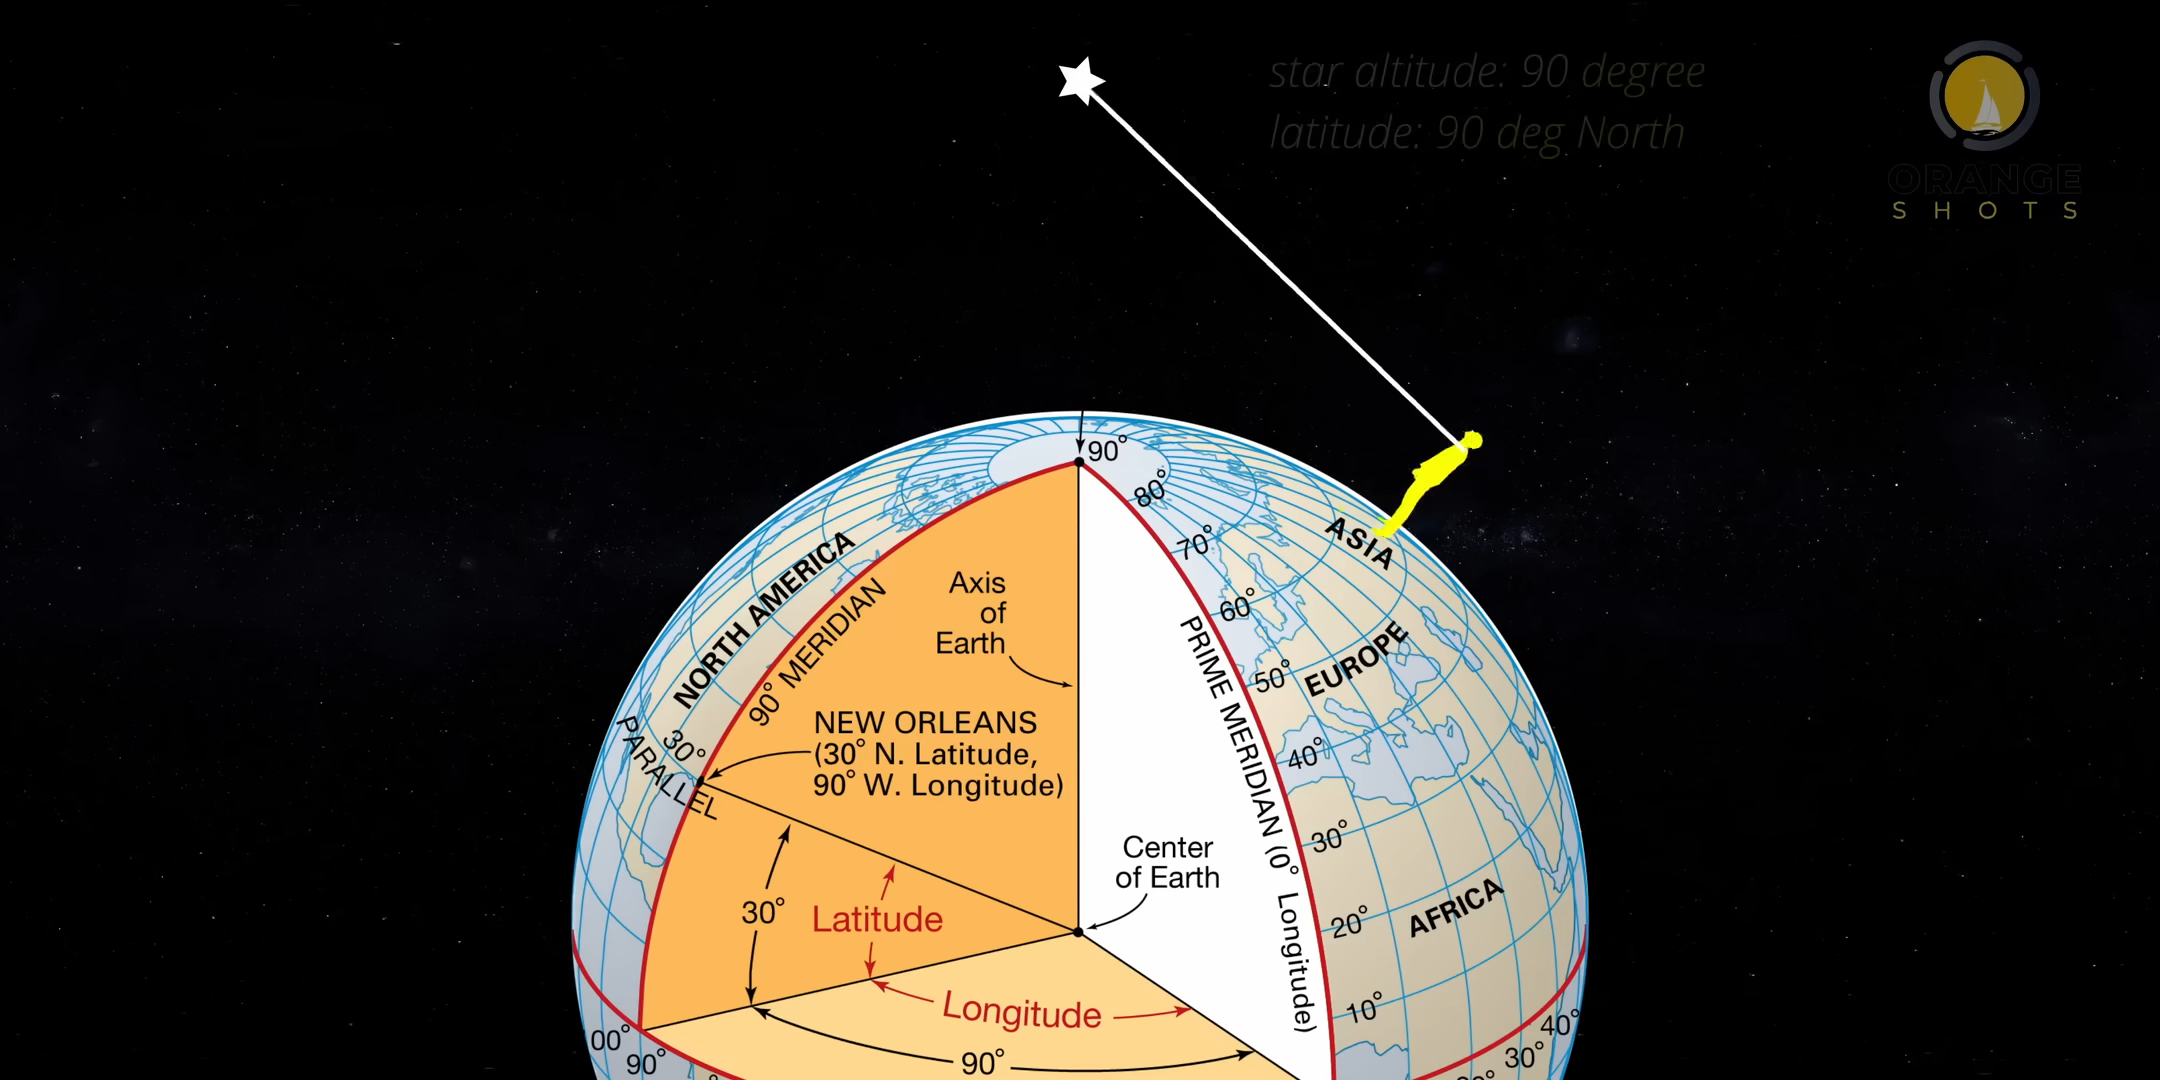 star altitude: 90 degree
latitude: 90 deg North
ORANGE
SHOTS
90°
80°
70°
60°
50°
40°
30°
20°
10°
ASIA
EUROPE
AFRICA
NORTH AMERICA
90° MERIDIAN
Axis
of
Earth
PRIME MERIDIAN (0° Longitude)
NEW ORLEANS
(30° N. Latitude,
90° W. Longitude)
30°
PARALLEL
Center
of Earth
30°
Latitude
Longitude
90°
00°
90°
40°
30°